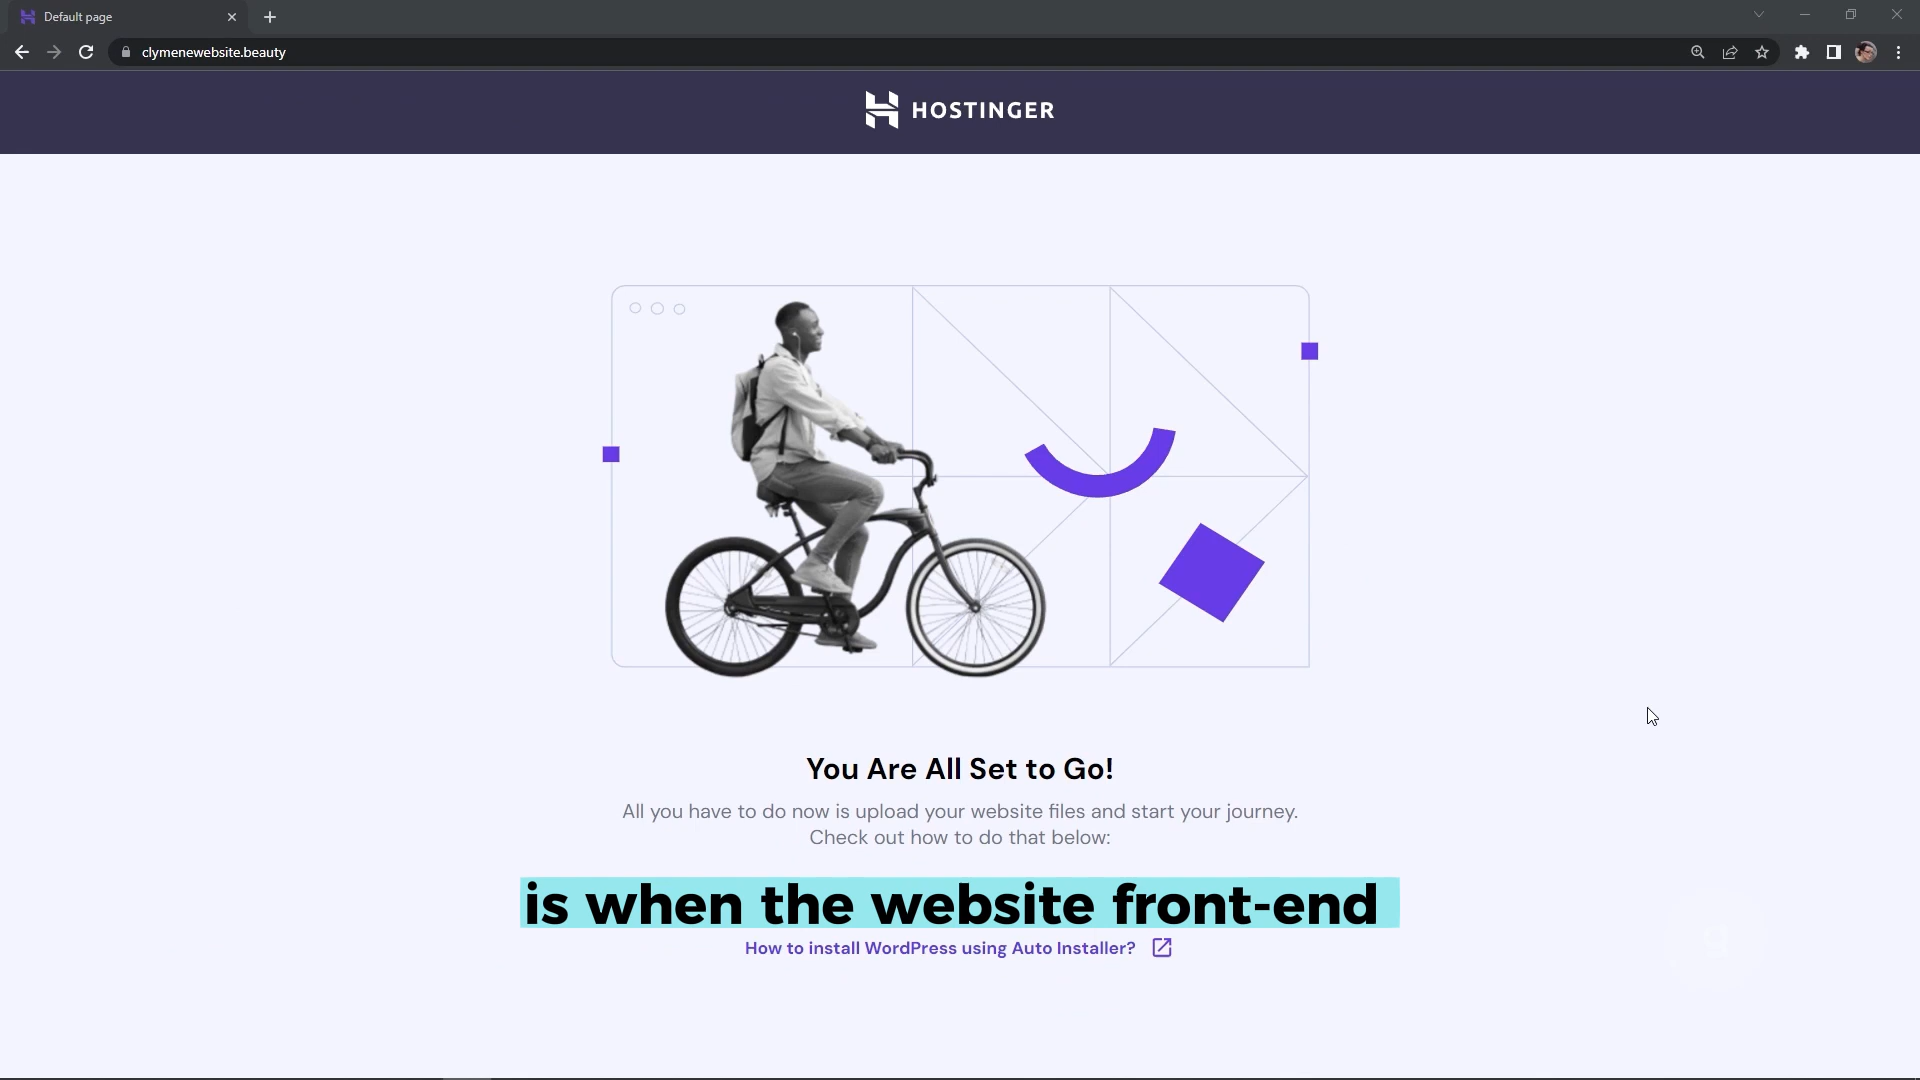 Default page
clymenewebsite.beauty
HOSTINGER
You Are All Set to Go!
All you have to do now is upload your website files and start your journey.
Check out how to do that below:
is when the website front-end
How to install WordPress using Auto Installer?